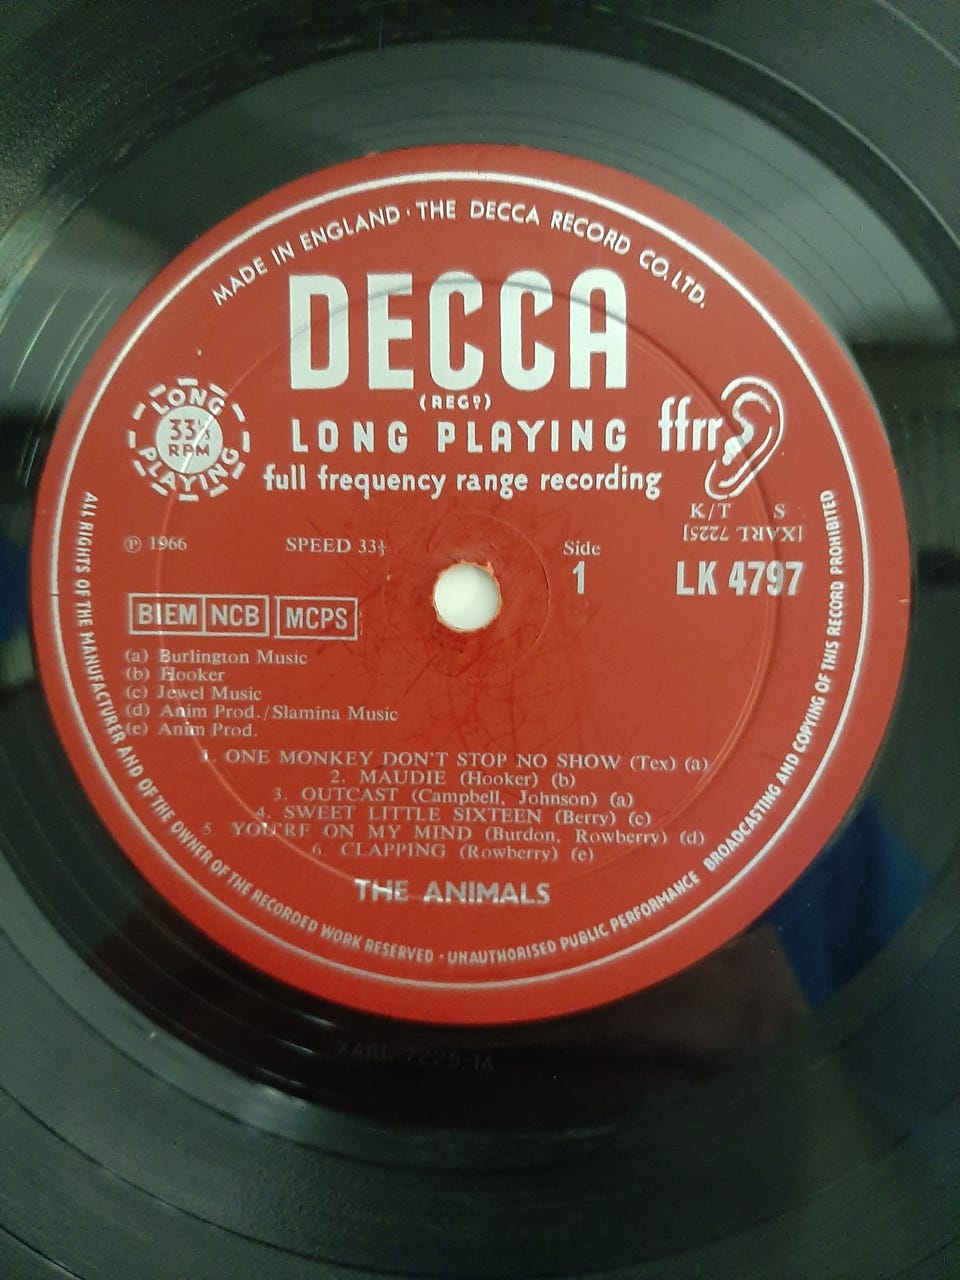 MADE IN ENGLAND · THE DECCA RECORD CO. LTD.
DECCA
(REGD)
LONG 33⅓ RPM PLAYING
LONG PLAYING
ffrr
full frequency range recording
K/T S
[XARL 7225]
℗ 1966
SPEED 33⅓
Side
1
LK 4797
BIEM NCB MCPS
(a) Burlington Music
(b) Hooker
(c) Jewel Music
(d) Anim Prod./Slamina Music
(e) Anim Prod.
1. ONE MONKEY DON'T STOP NO SHOW (Tex) (a)
2. MAUDIE (Hooker) (b)
3. OUTCAST (Campbell, Johnson) (a)
4. SWEET LITTLE SIXTEEN (Berry) (c)
5. YOU'RE ON MY MIND (Burdon, Rowberry) (d)
6. CLAPPING (Rowberry) (e)
THE ANIMALS
ALL RIGHTS OF THE MANUFACTURER AND OF THE OWNER OF THE RECORDED WORK RESERVED · UNAUTHORISED PUBLIC PERFORMANCE BROADCASTING AND COPYING OF THIS RECORD PROHIBITED
XARL 7225-1A